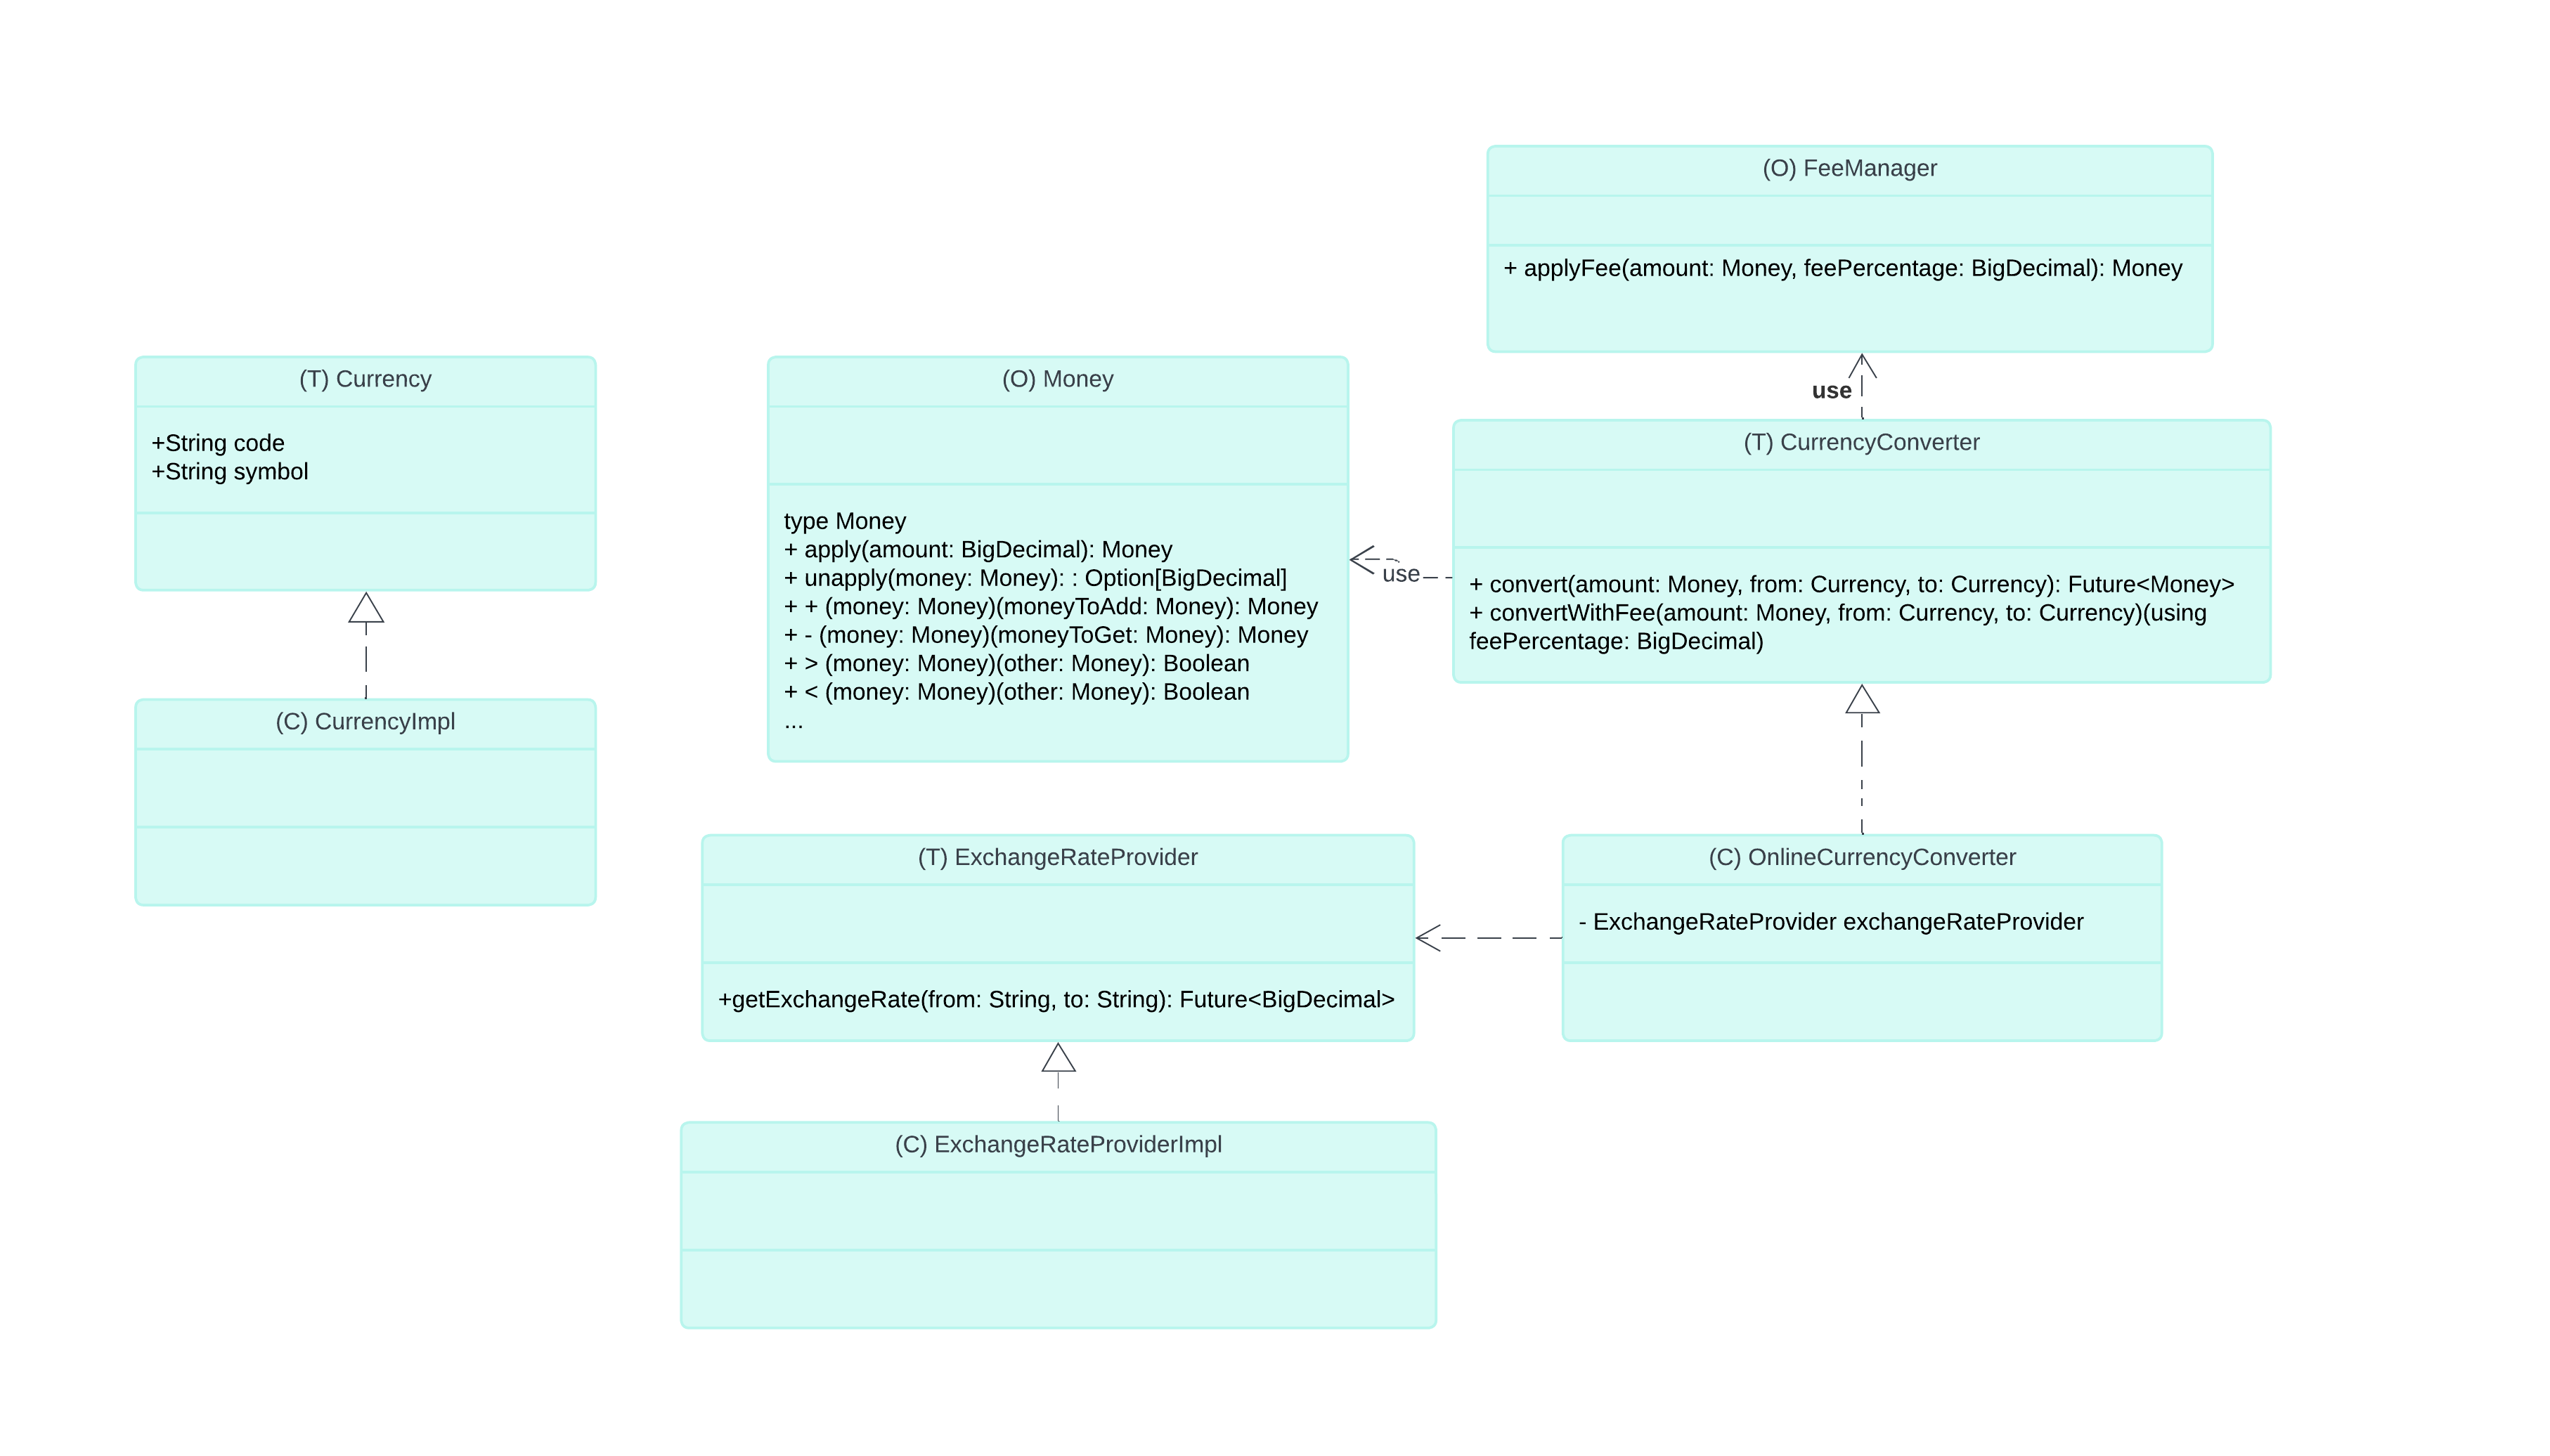 (O) FeeManager
+ applyFee(amount: Money, feePercentage: BigDecimal): Money
use
(T) Currency
+String code
+String symbol
(O) Money
type Money
+ apply(amount: BigDecimal): Money
+ unapply(money: Money): : Option[BigDecimal]
+ + (money: Money)(moneyToAdd: Money): Money
+ - (money: Money)(moneyToGet: Money): Money
+ > (money: Money)(other: Money): Boolean
+ < (money: Money)(other: Money): Boolean
...
use
(T) CurrencyConverter
+ convert(amount: Money, from: Currency, to: Currency): Future<Money>
+ convertWithFee(amount: Money, from: Currency, to: Currency)(using
feePercentage: BigDecimal)
(C) CurrencyImpl
(T) ExchangeRateProvider
+getExchangeRate(from: String, to: String): Future<BigDecimal>
(C) OnlineCurrencyConverter
- ExchangeRateProvider exchangeRateProvider
(C) ExchangeRateProviderImpl